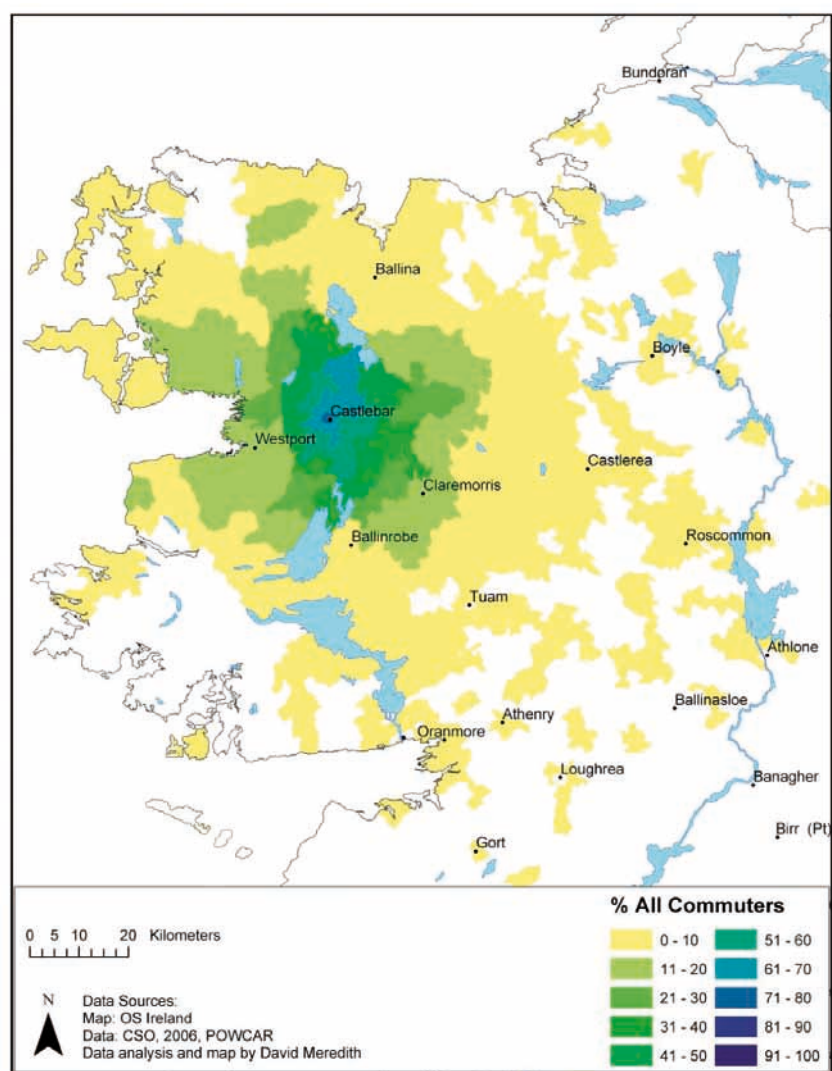 Bundoran
Ballina
Boyle
Castlebar
Westport
Castlerea
Claremorris
Roscommon
Ballinrobe
Tuam
Athlone
Ballinasloe
Athenry
Oranmore
Loughrea
Banagher
Birr (Pt)
Gort
% All Commuters
0 - 10
51 - 60
11 - 20
61 - 70
21 - 30
71 - 80
31 - 40
81 - 90
41 - 50
91 - 100
0 5 10 20 Kilometers
N
Data Sources:
Map: OS Ireland
Data: CSO, 2006, POWCAR
Data analysis and map by David Meredith